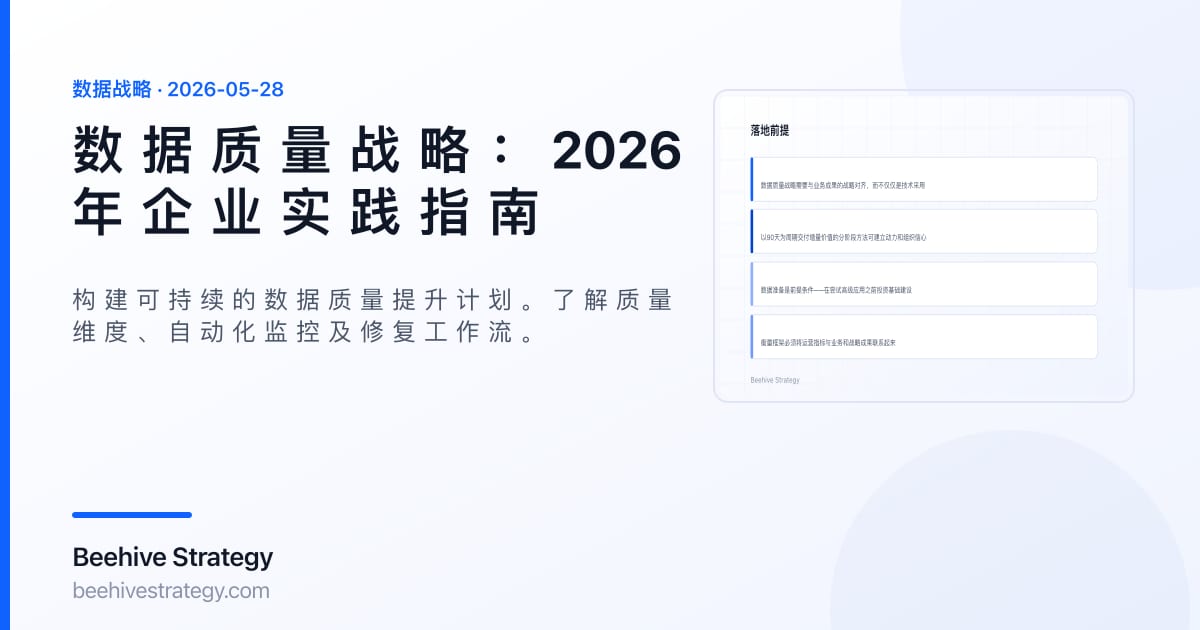 数据战略 · 2026-05-28
数据质量战略：2026
年企业实践指南
构建可持续的数据质量提升计划。了解质量
维度、自动化监控及修复工作流。
落地前提
数据质量战略需要与业务成果的战略对齐，而不仅仅是技术采用
以90天为周期交付增量价值的分阶段方法可建立动力和组织信心
数据准备是前提条件——在尝试高级应用之前投资基础建设
衡量框架必须将运营指标与业务和战略成果联系起来
Beehive Strategy
Beehive Strategy
beehivestrategy.com